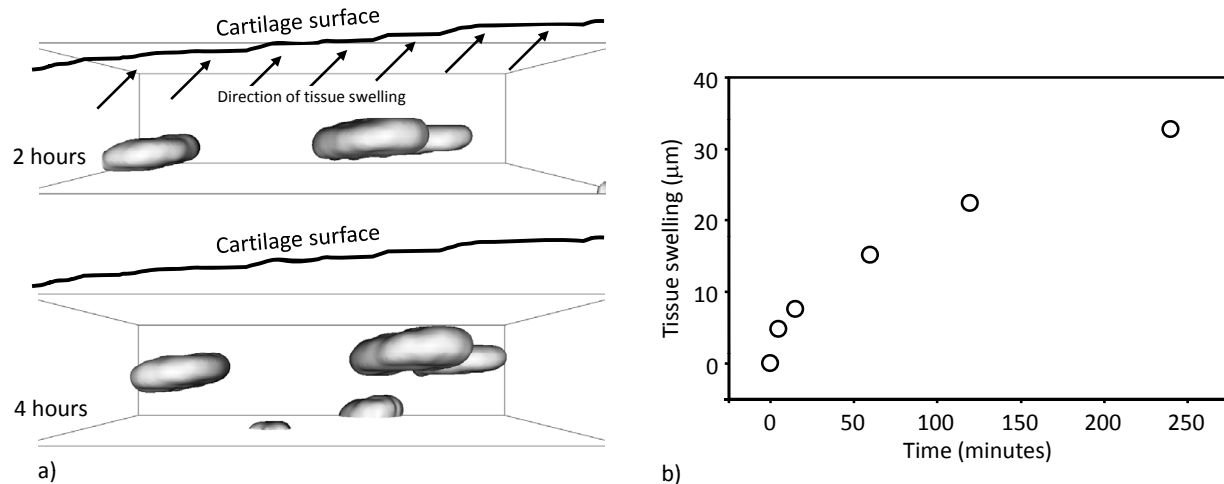 Cartilage surface
Direction of tissue swelling
2 hours
Cartilage surface
4 hours
a)
Tissue swelling (μm)
40
30
20
10
0
0 50 100 150 200 250
Time (minutes)
b)